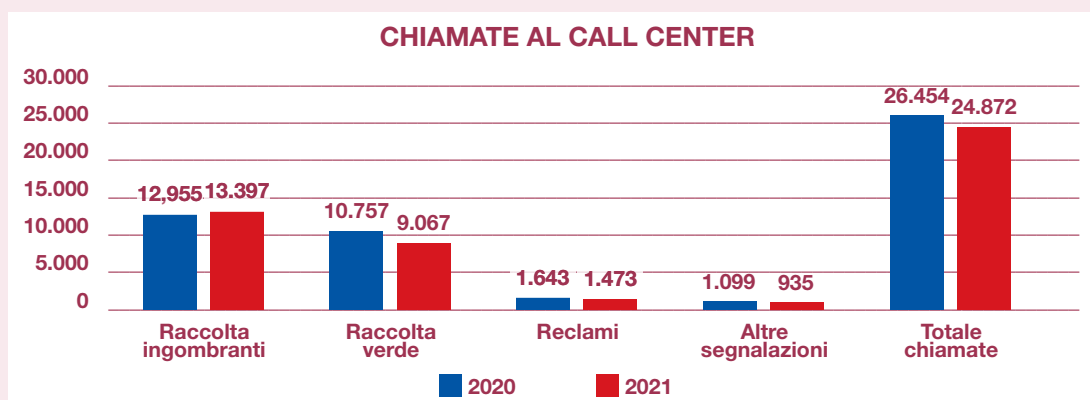 CHIAMATE AL CALL CENTER
30.000
25.000
20.000
15.000
10.000
5.000
0
12,955 13.397
10.757 9.067
1.643 1.473
1.099 935
26.454 24.872
Raccolta
ingombranti
Raccolta
verde
Reclami
Altre
segnalazioni
Totale
chiamate
2020 2021